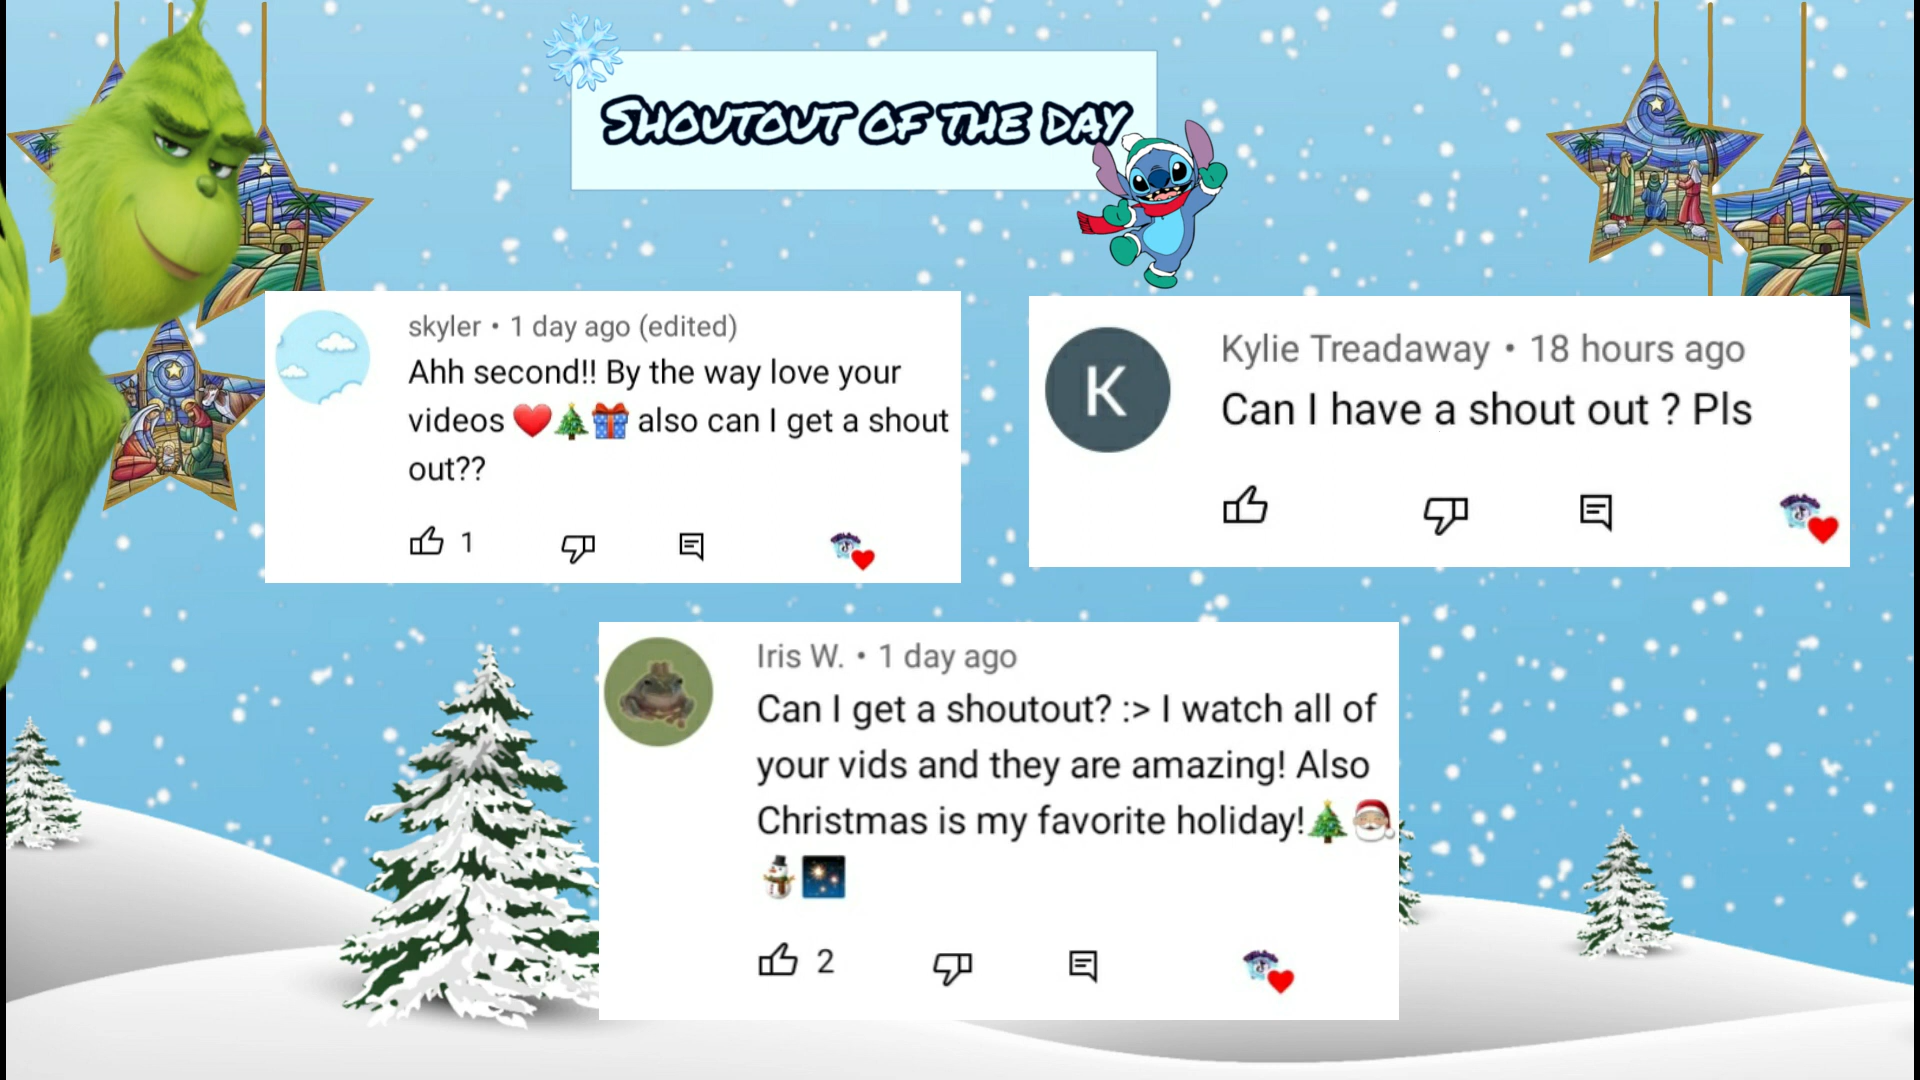 Shoutout of the day
skyler • 1 day ago (edited)
Ahh second!! By the way love your
videos ❤️🎄🎁 also can I get a shout
out??
1
Kylie Treadaway • 18 hours ago
K
Can I have a shout out ? Pls
Iris W. • 1 day ago
Can I get a shoutout? :> I watch all of
your vids and they are amazing! Also
Christmas is my favorite holiday!🎄🎅🏻
⛄🎇
2